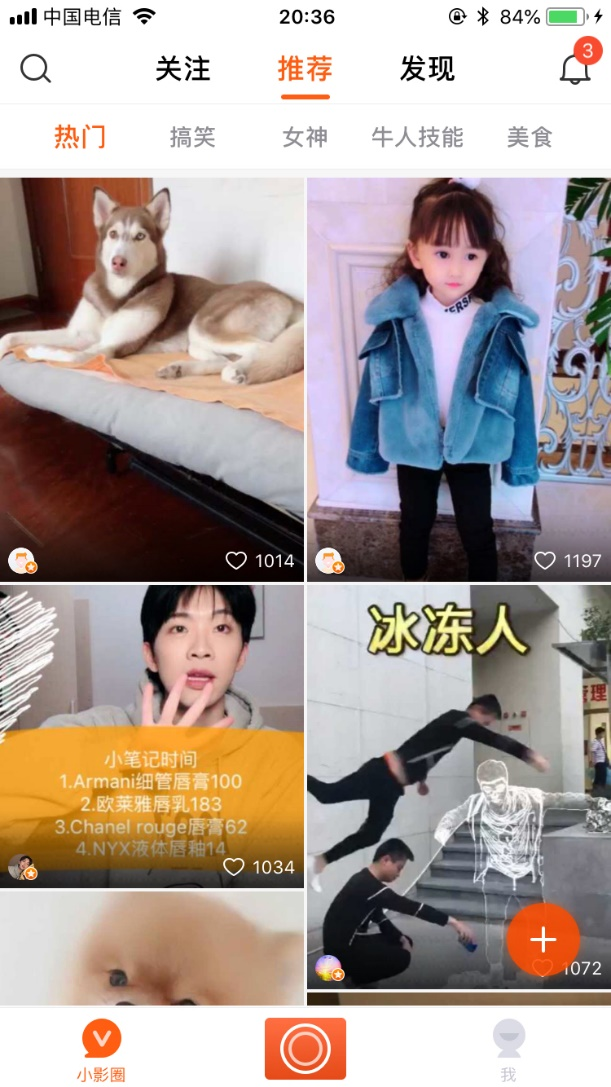 中国电信
20:36
84%
关注
推荐
发现
3
热门
搞笑
女神
牛人技能
美食
VERSA
1014
1197
小笔记时间
1.Armani细管唇膏100
2.欧莱雅唇乳183
3.Chanel rouge唇膏62
4.NYX液体唇釉14
1034
冰冻人
管理
1072
小影圈
我